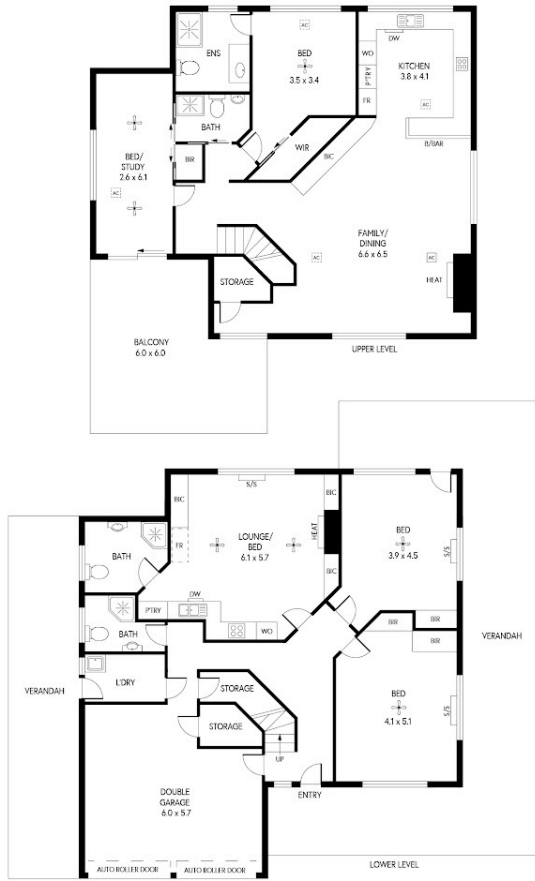 ENS
AC
BED
3.5 x 3.4
DW
WO
KITCHEN
3.8 x 4.1
P'TRY
FR
AC
B/BAR
BATH
BIR
WIR
BIC
BED/
STUDY
2.6 x 6.1
AC
FAMILY/
DINING
6.6 x 6.5
AC
AC
HEAT
STORAGE
BALCONY
6.0 x 6.0
UPPER LEVEL
S/S
BIC
BIC
LOUNGE/
BED
6.1 x 5.7
HEAT
FR
BED
3.9 x 4.5
S/S
BATH
BIC
DW
P'TRY
WO
BIR
BIR
BIR
BATH
VERANDAH
VERANDAH
L'DRY
STORAGE
STORAGE
BED
4.1 x 5.1
S/S
UP
DOUBLE
GARAGE
6.0 x 5.7
ENTRY
AUTO ROLLER DOOR
AUTO ROLLER DOOR
LOWER LEVEL